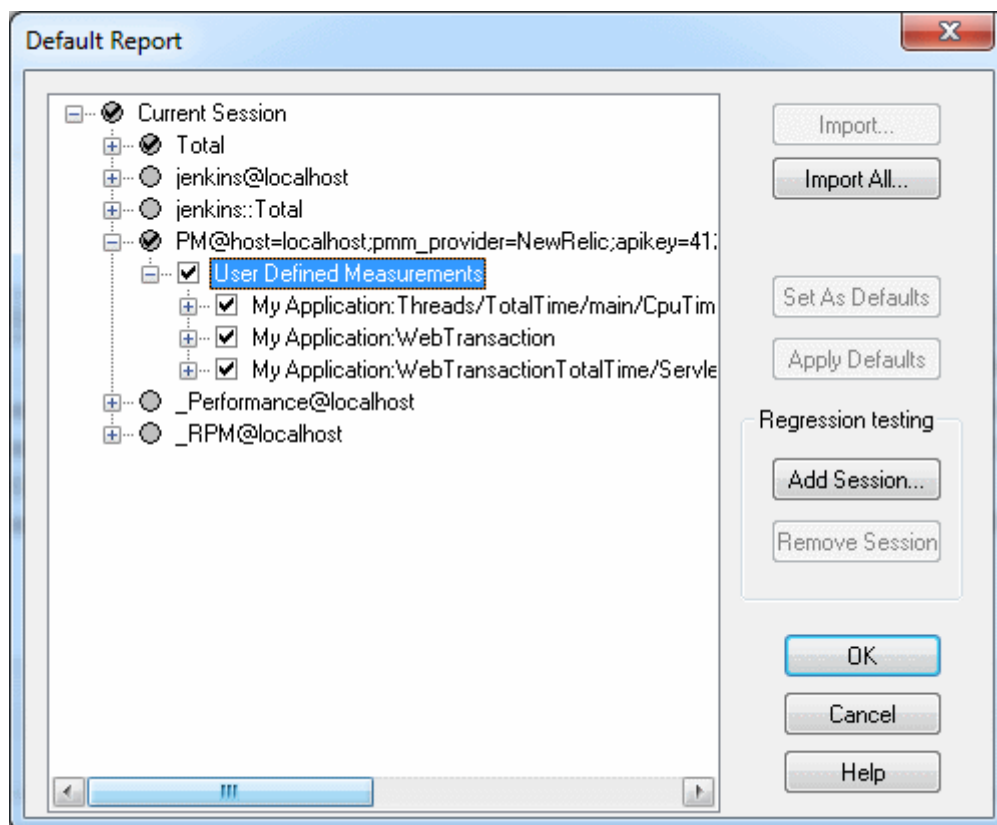 Default Report
Current Session
Total
jenkins@localhost
jenkins::Total
PM@host=localhost;pmm_provider=NewRelic;apikey=41
User Defined Measurements
My Application:Threads/TotalTime/main/CpuTim
My Application:WebTransaction
My Application:WebTransactionTotalTime/Servle
_Performance@localhost
_RPM@localhost
Import...
Import All...
Set As Defaults
Apply Defaults
Regression testing
Add Session...
Remove Session
OK
Cancel
Help